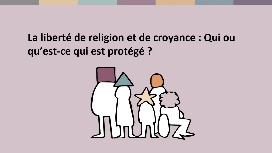 La liberté de religion et de croyance : Qui ou
qu’est-ce qui est protégé ?